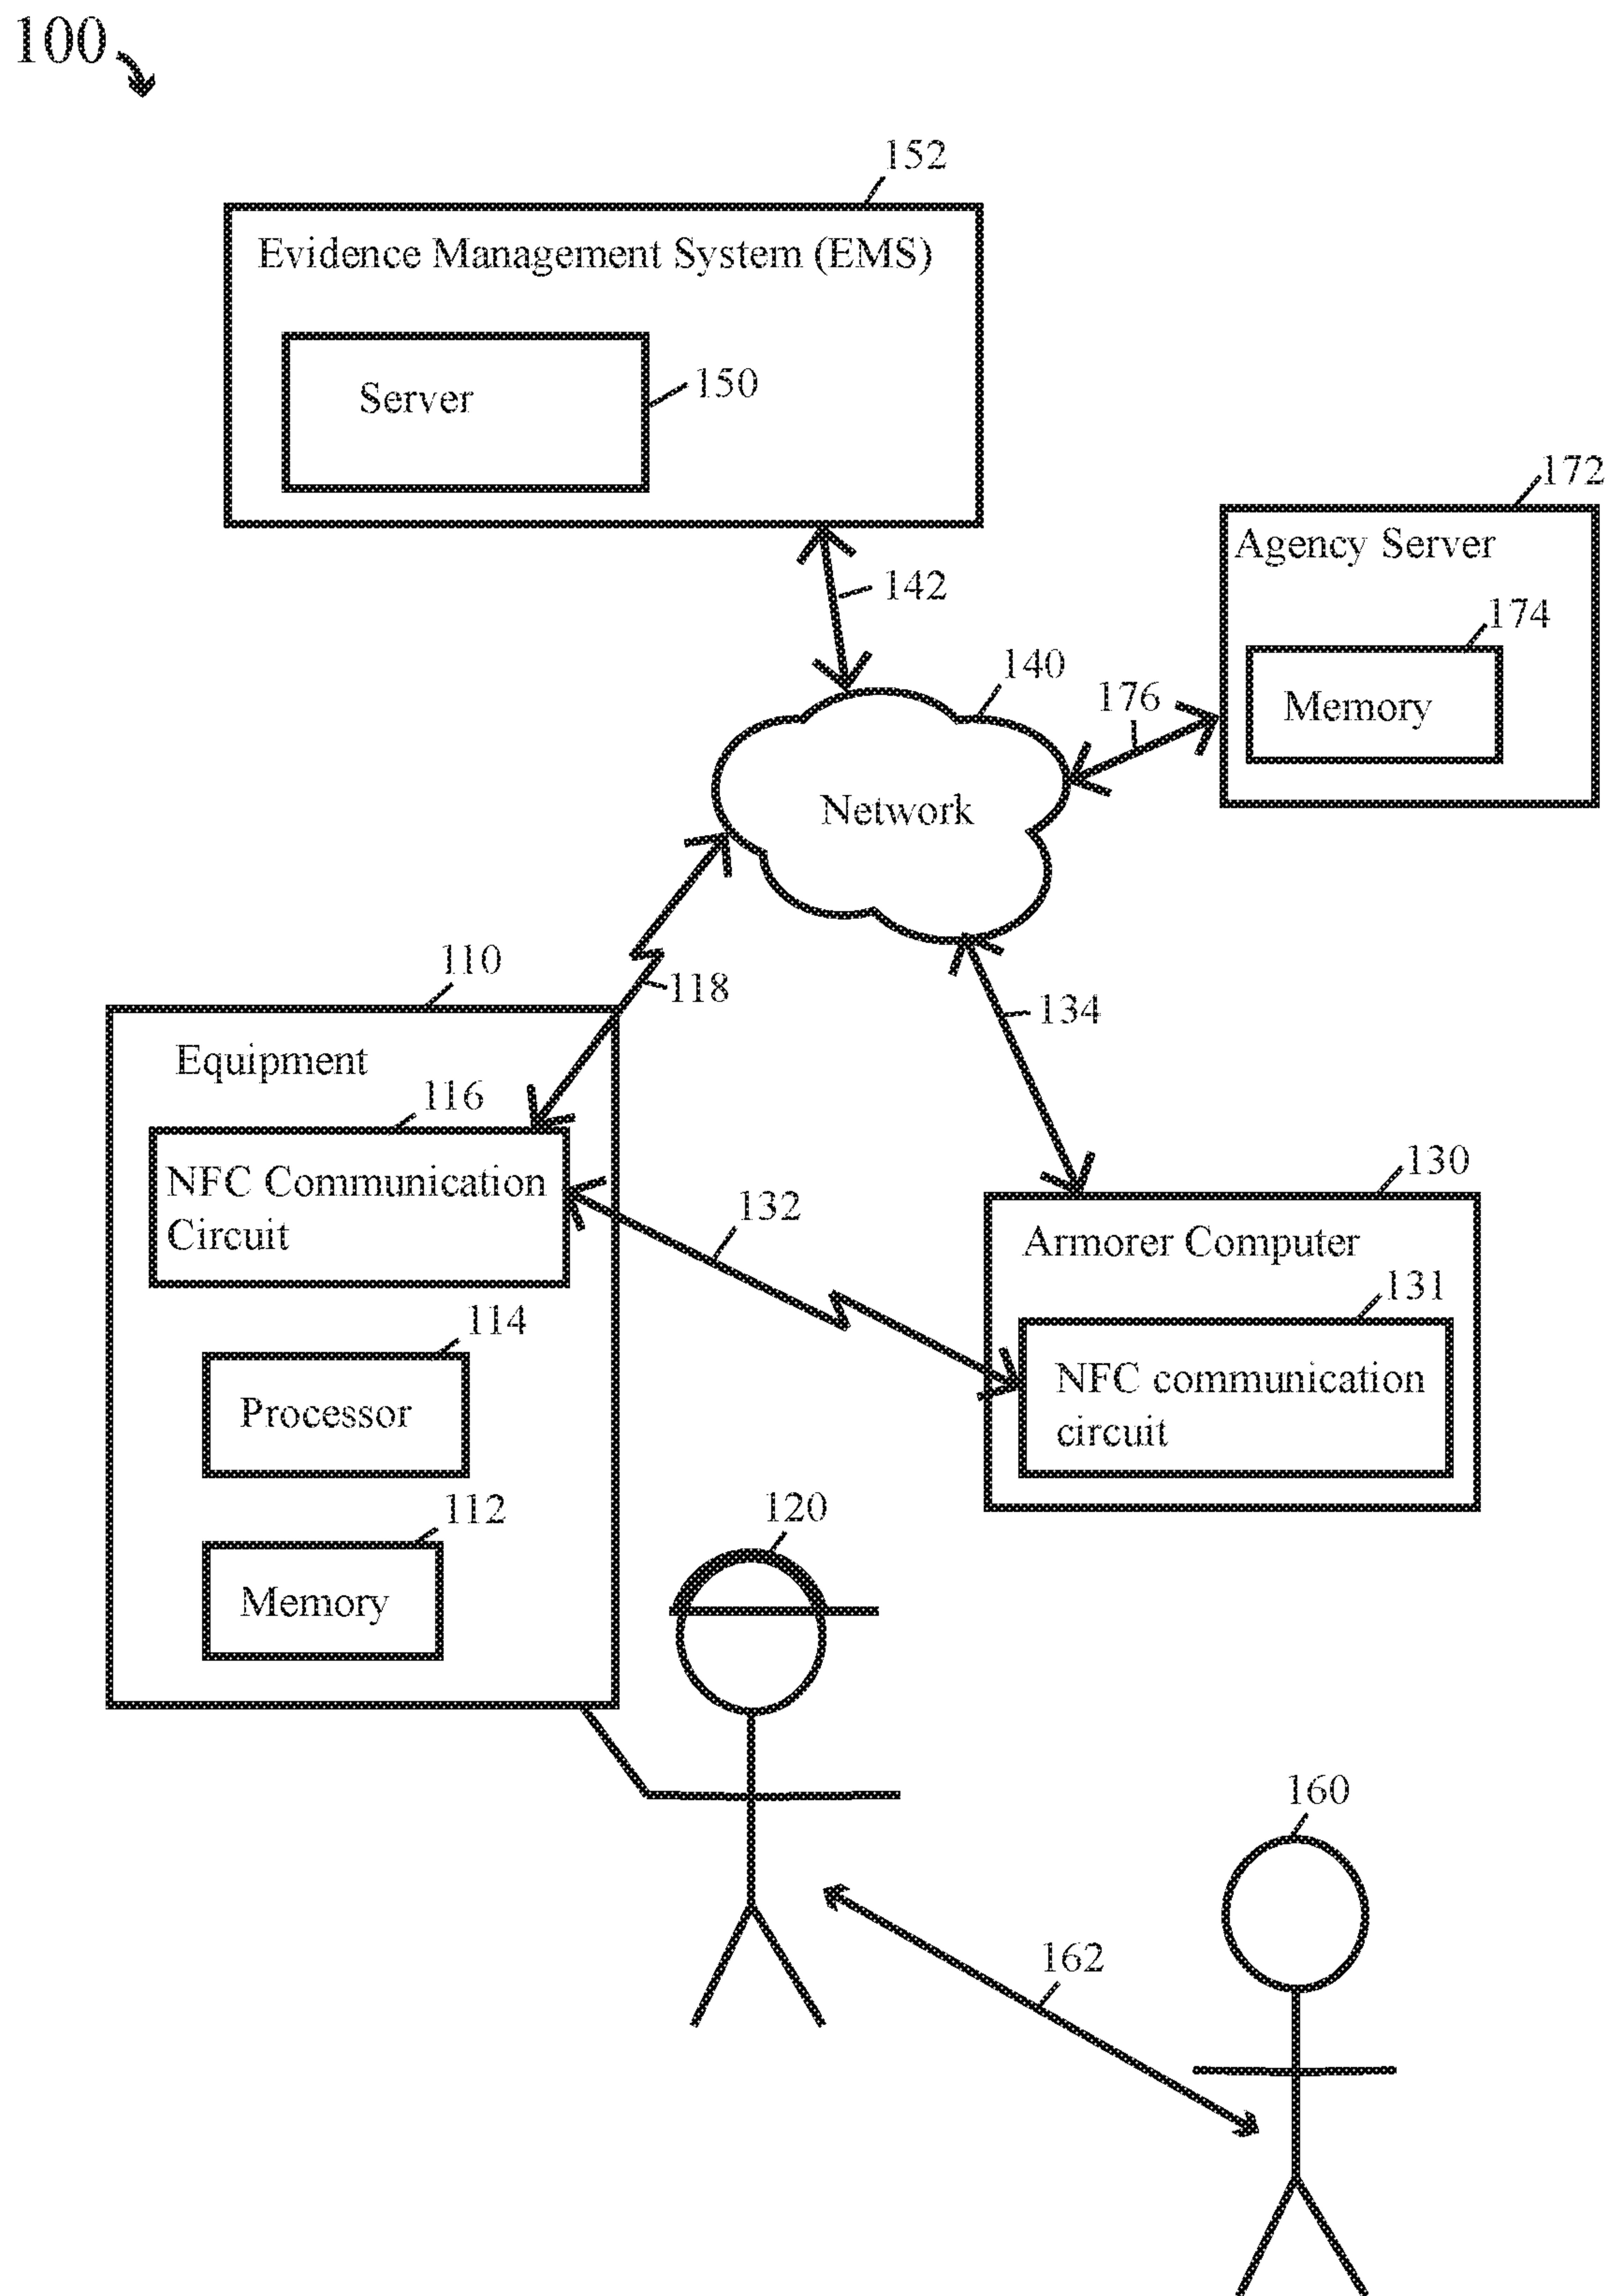 100
152
Evidence Management System (EMS)
Server
150
172
Agency Server
174
Memory
142
140
176
Network
110
118
134
Equipment
116
NFC Communication
Circuit
132
130
Armorer Computer
131
NFC communication
circuit
114
Processor
112
Memory
120
160
162